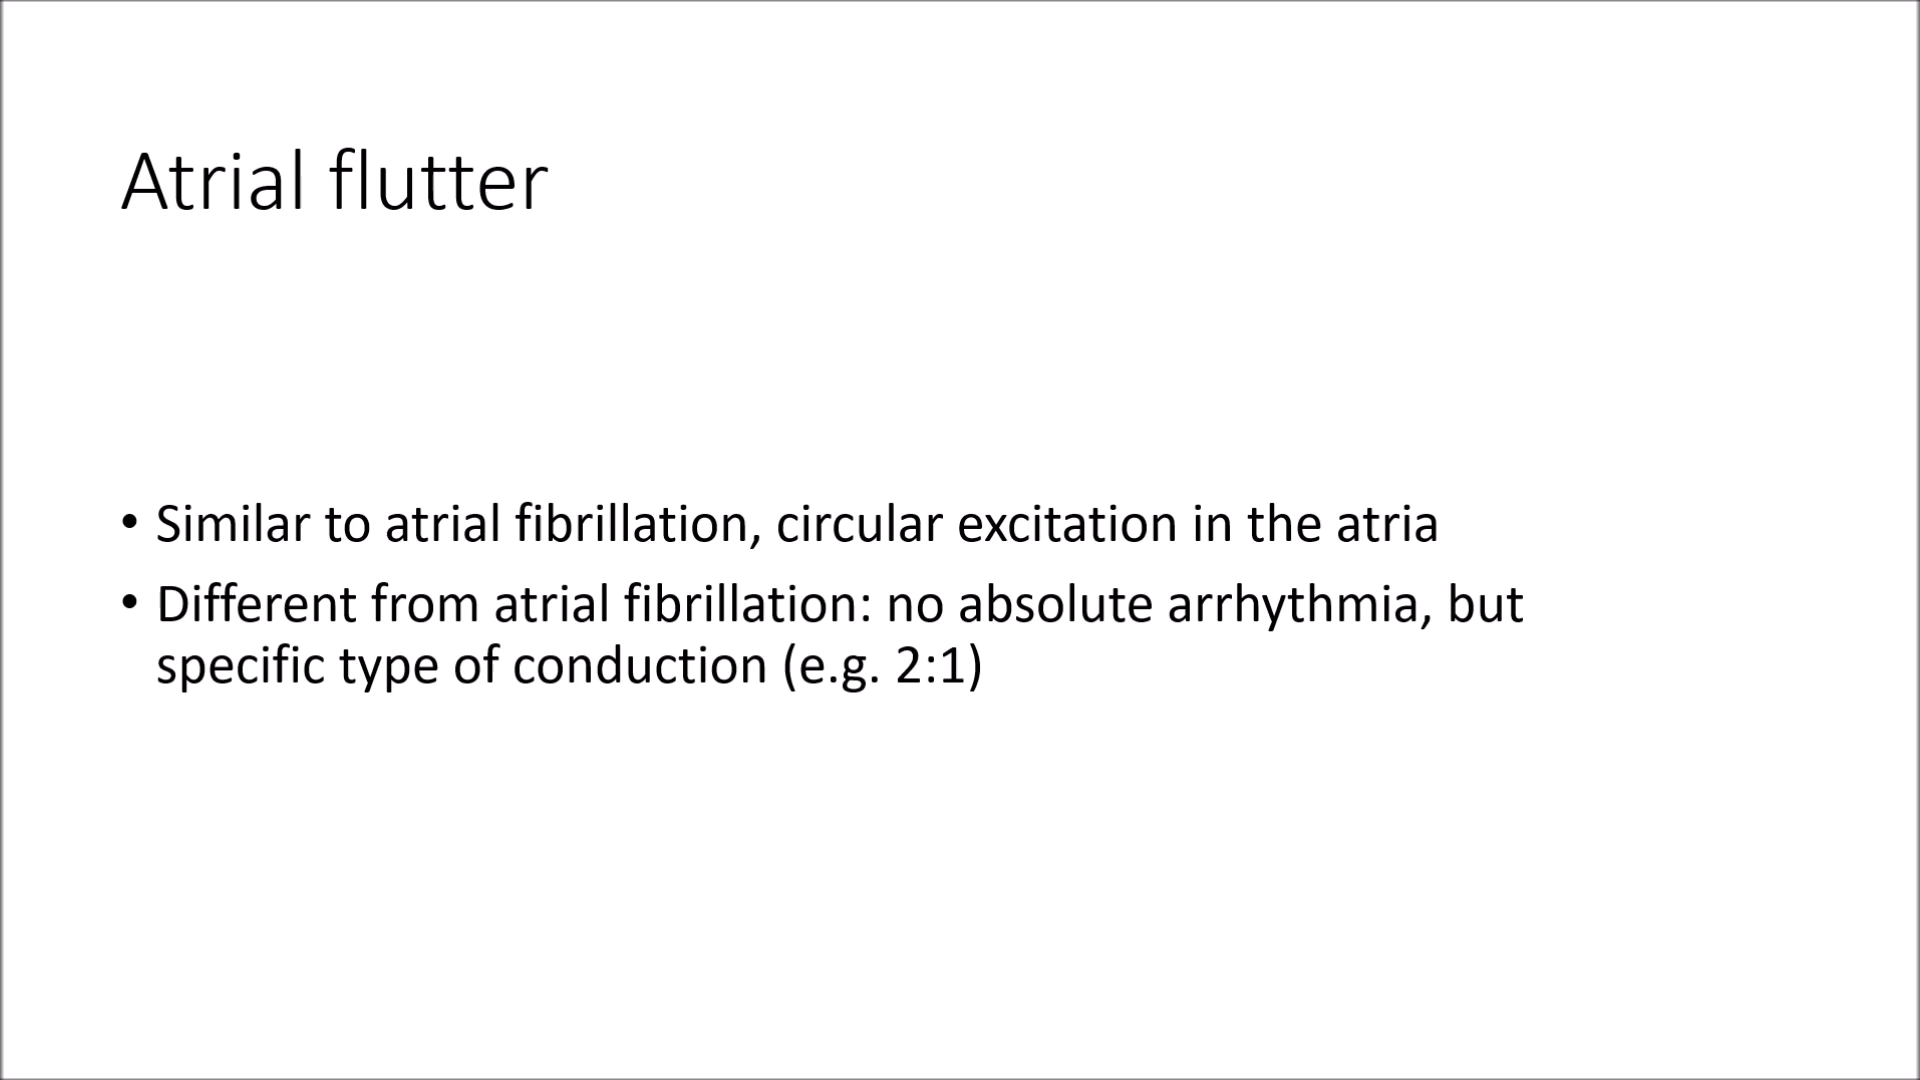 Atrial flutter
• Similar to atrial fibrillation, circular excitation in the atria
• Different from atrial fibrillation: no absolute arrhythmia, but
specific type of conduction (e.g. 2:1)